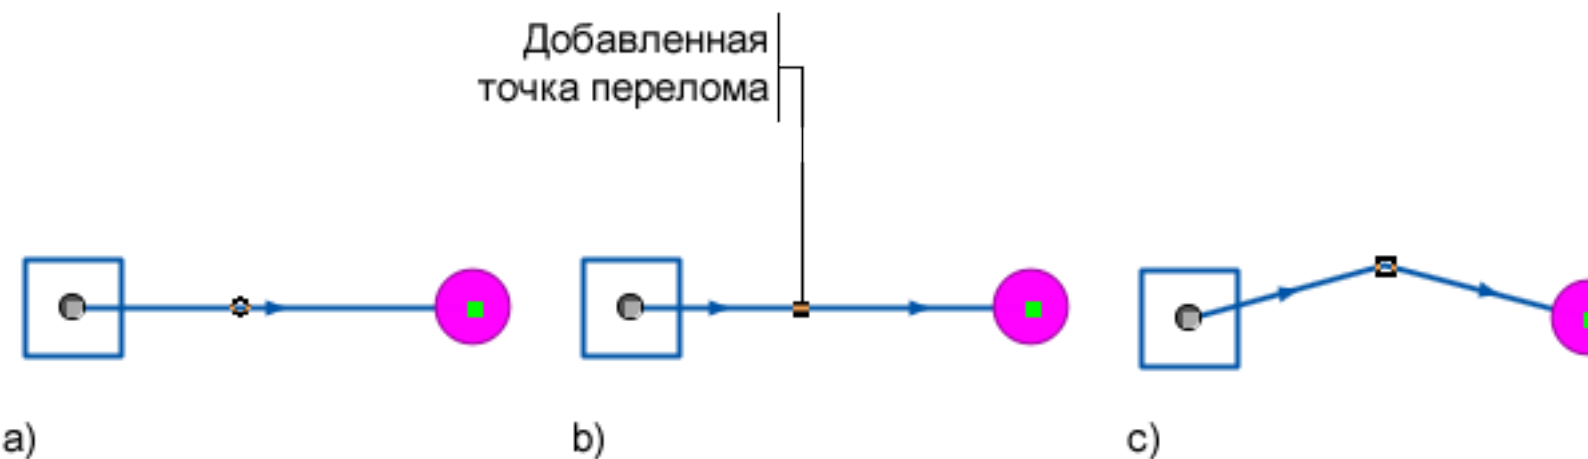 Добавленная
точка перелома
a)
b)
c)